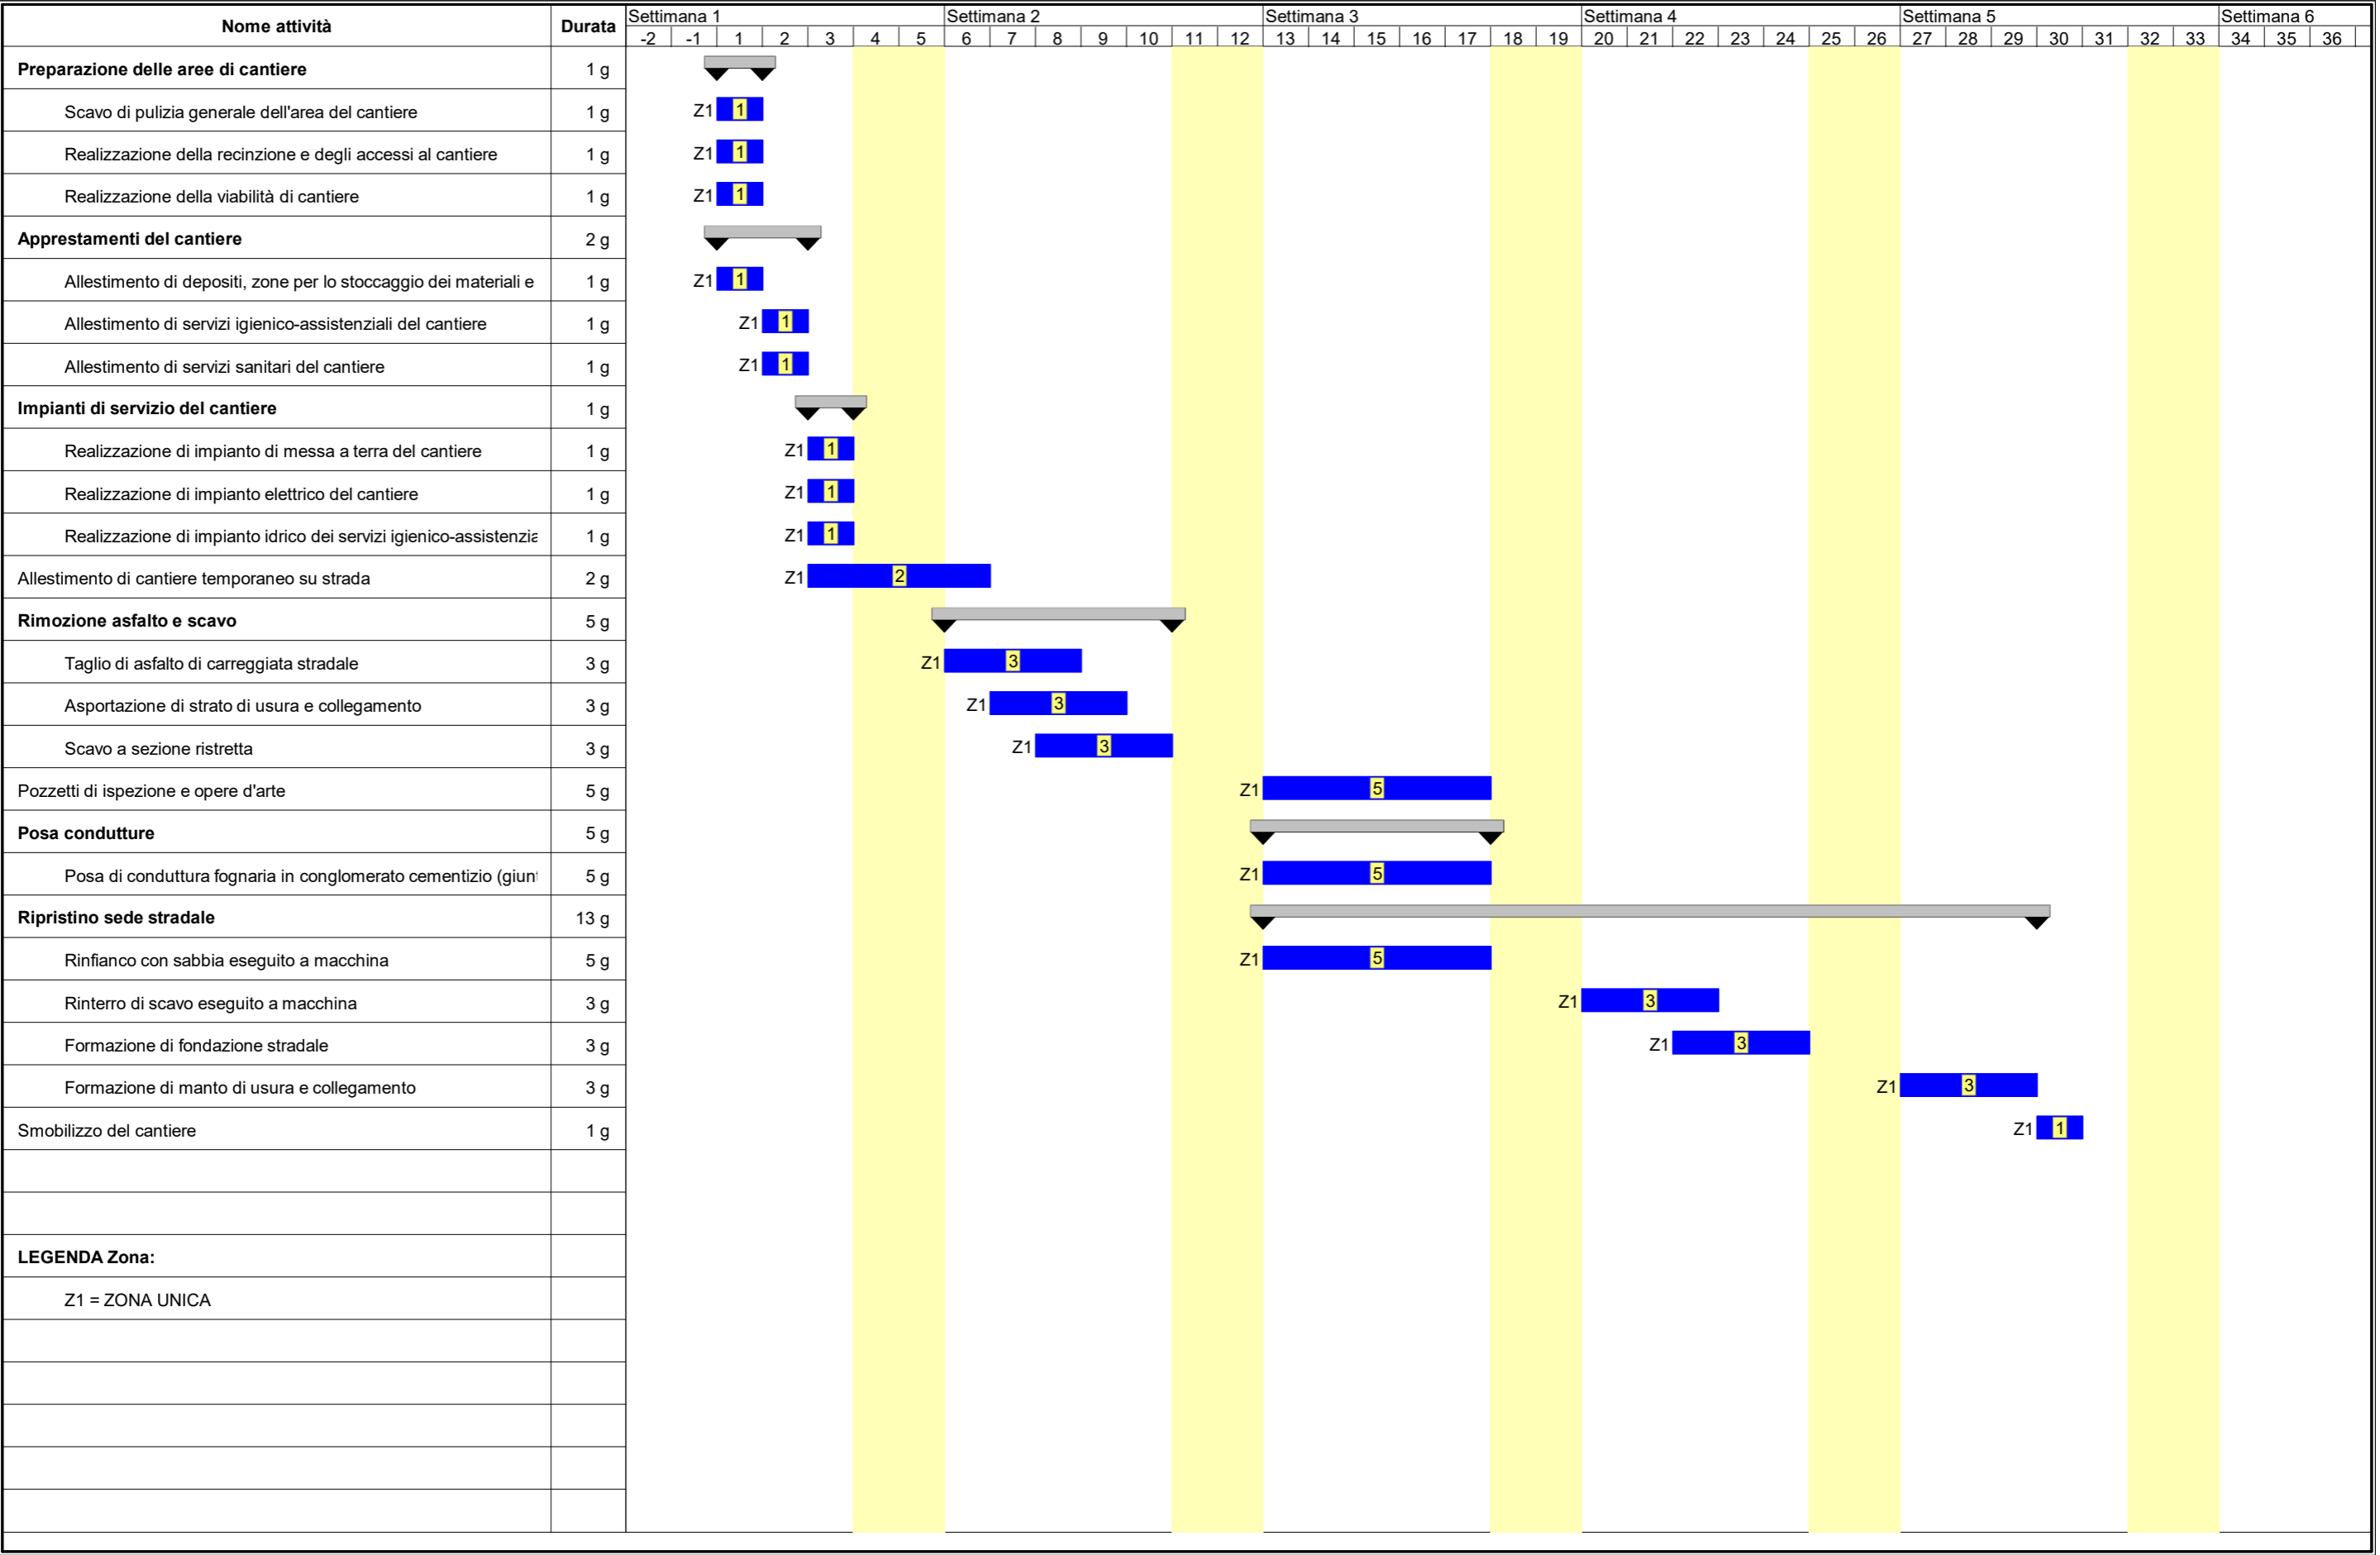 Nome attività Durata Settimana 1 Settimana 2 Settimana 3 Settimana 4 Settimana 5 Settimana 6
-2 -1 1 2 3 4 5 6 7 8 9 10 11 12 13 14 15 16 17 18 19 20 21 22 23 24 25 26 27 28 29 30 31 32 33 34 35 36
Preparazione delle aree di cantiere 1 g
Scavo di pulizia generale dell'area del cantiere 1 g Z1 1
Realizzazione della recinzione e degli accessi al cantiere 1 g Z1 1
Realizzazione della viabilità di cantiere 1 g Z1 1
Apprestamenti del cantiere 2 g
Allestimento di depositi, zone per lo stoccaggio dei materiali e 1 g Z1 1
Allestimento di servizi igienico-assistenziali del cantiere 1 g Z1 1
Allestimento di servizi sanitari del cantiere 1 g Z1 1
Impianti di servizio del cantiere 1 g
Realizzazione di impianto di messa a terra del cantiere 1 g Z1 1
Realizzazione di impianto elettrico del cantiere 1 g Z1 1
Realizzazione di impianto idrico dei servizi igienico-assistenzia 1 g Z1 1
Allestimento di cantiere temporaneo su strada 2 g Z1 2
Rimozione asfalto e scavo 5 g
Taglio di asfalto di carreggiata stradale 3 g Z1 3
Asportazione di strato di usura e collegamento 3 g Z1 3
Scavo a sezione ristretta 3 g Z1 3
Pozzetti di ispezione e opere d'arte 5 g Z1 5
Posa condutture 5 g
Posa di conduttura fognaria in conglomerato cementizio (giunt 5 g Z1 5
Ripristino sede stradale 13 g
Rinfianco con sabbia eseguito a macchina 5 g Z1 5
Rinterro di scavo eseguito a macchina 3 g Z1 3
Formazione di fondazione stradale 3 g Z1 3
Formazione di manto di usura e collegamento 3 g Z1 3
Smobilizzo del cantiere 1 g Z1 1
LEGENDA Zona:
Z1 = ZONA UNICA